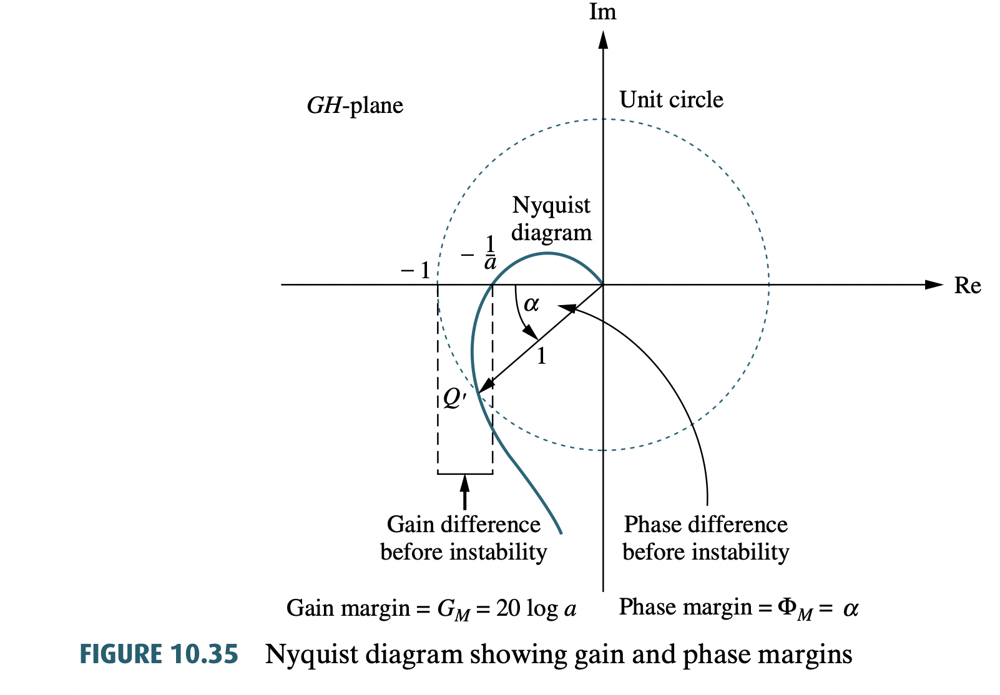 Im
GH-plane
Unit circle
Nyquist
diagram
− 1/a
− 1
Re
α
1
Q′
Gain difference
before instability
Phase difference
before instability
Gain margin = G_M = 20 log a
Phase margin = Φ_M = α
FIGURE 10.35 Nyquist diagram showing gain and phase margins